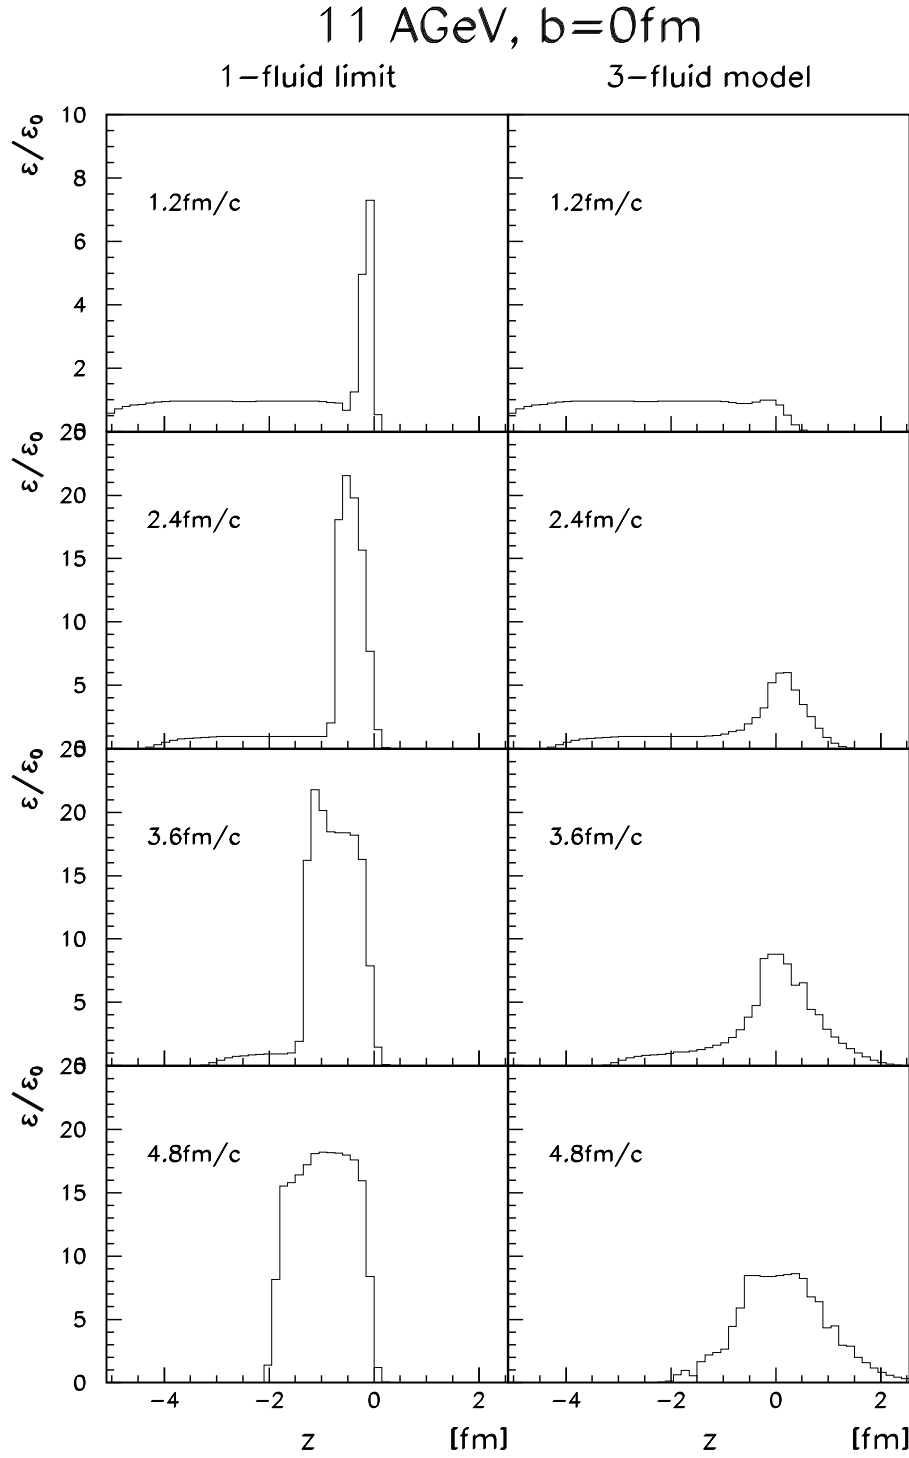 11 AGeV, b=0fm
1-fluid limit 3-fluid model
ε/ε₀
10
8
6
4
2
1.2fm/c 1.2fm/c
ε/ε₀
20
15
10
5
2.4fm/c 2.4fm/c
ε/ε₀
20
15
10
5
3.6fm/c 3.6fm/c
ε/ε₀
20
15
10
5
0
4.8fm/c 4.8fm/c
−4 −2 0 2 −4 −2 0 2
z [fm] z [fm]